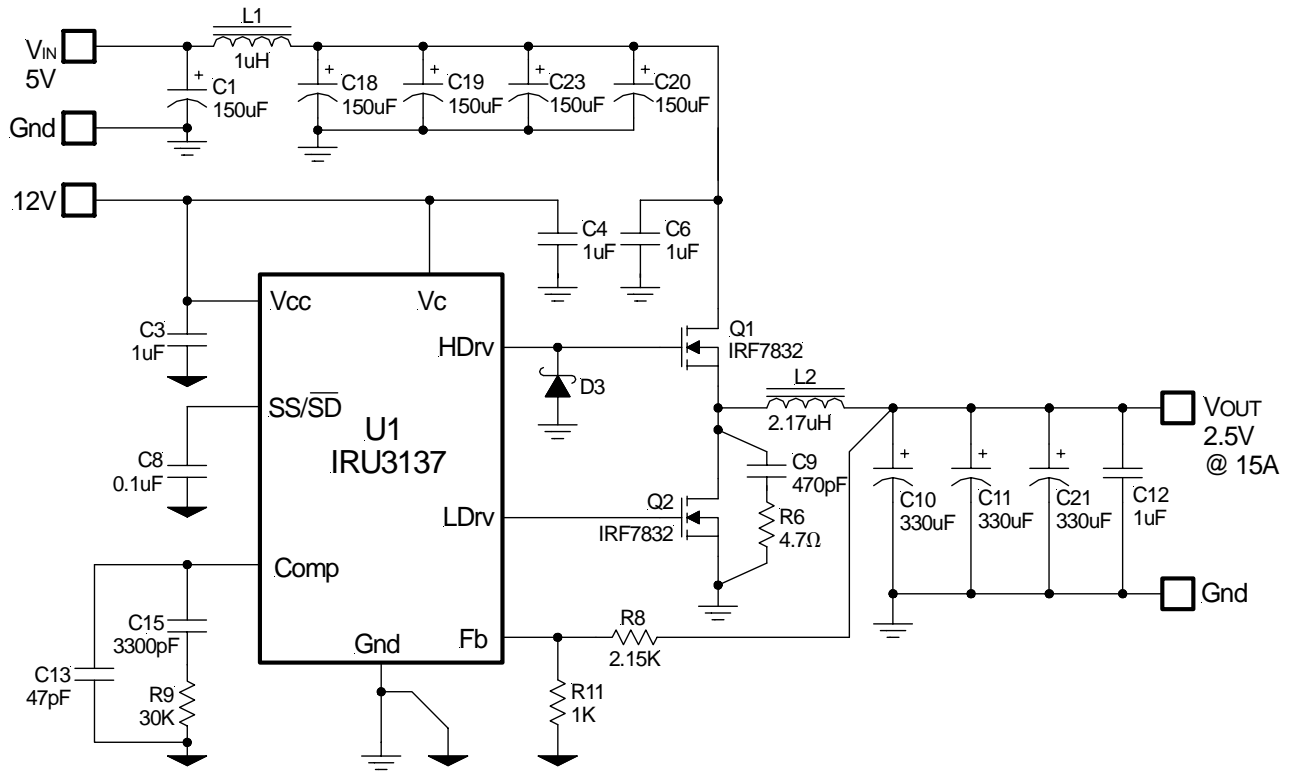 L1
1uH
VIN
5V
+
C1
150uF
+
C18
150uF
+
C19
150uF
+
C23
150uF
+
C20
150uF
Gnd
12V
C4
1uF
C6
1uF
Vcc
Vc
C3
1uF
HDrv
Q1
IRF7832
D3
L2
2.17uH
VOUT
2.5V
@ 15A
SS/SD
U1
IRU3137
C8
0.1uF
C9
470pF
+
C10
330uF
+
C11
330uF
+
C21
330uF
C12
1uF
LDrv
Q2
IRF7832
R6
4.7Ω
Comp
Gnd
C15
3300pF
Gnd
Fb
R8
2.15K
C13
47pF
R9
30K
R11
1K